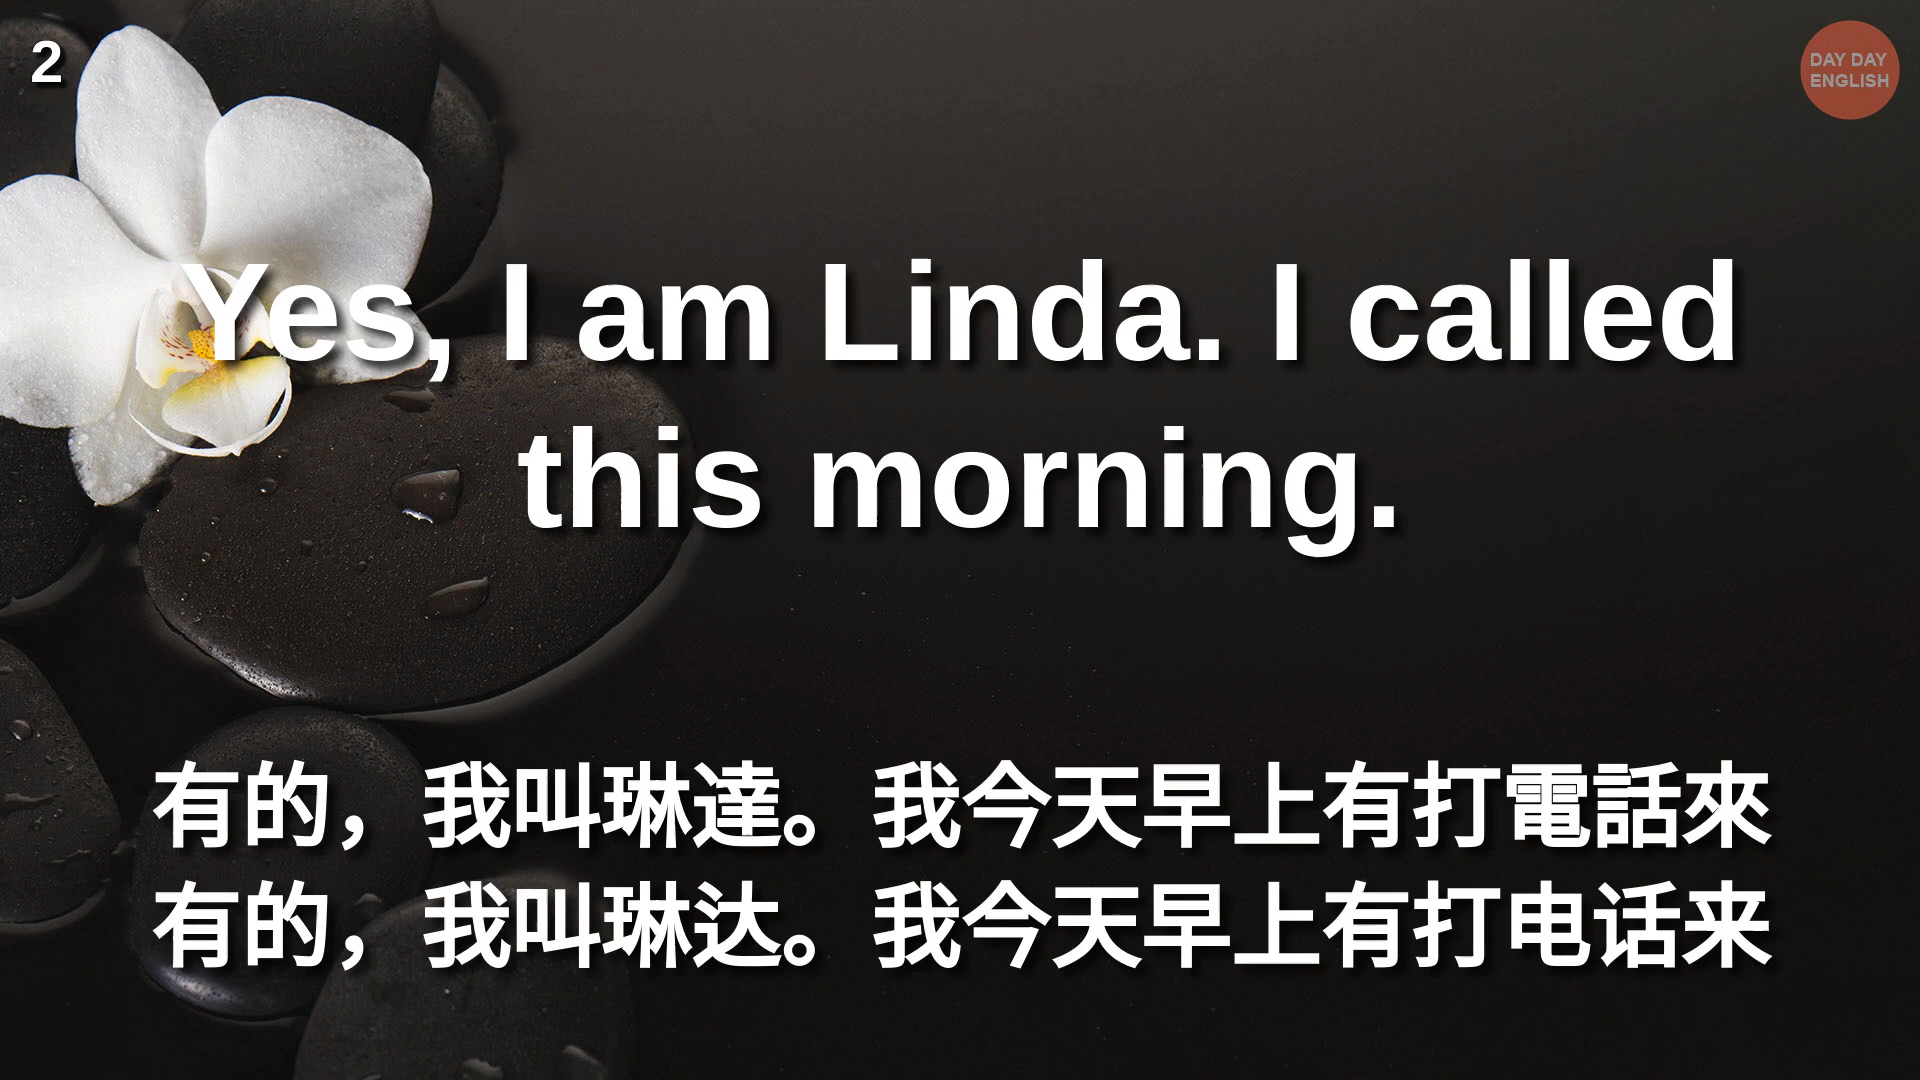 2
DAY DAY
ENGLISH
Yes, I am Linda. I called
this morning.
有的，我叫琳達。我今天早上有打電話來
有的，我叫琳达。我今天早上有打电话来